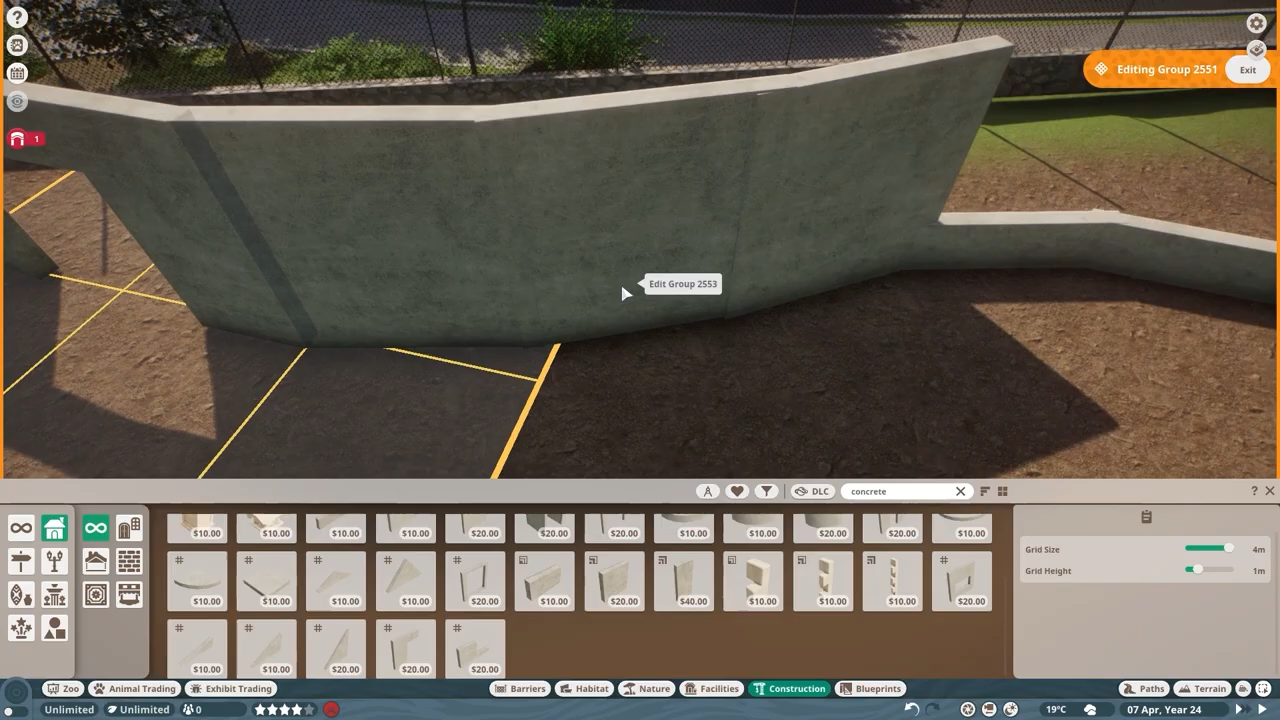 ?
Editing Group 2551
Exit
1
Edit Group 2553
DLC
concrete
?
$10.00 $10.00 $10.00 $10.00 $20.00 $20.00 $20.00 $10.00 $10.00 $20.00 $20.00 $10.00
Grid Size 4m
Grid Height 1m
$10.00 $10.00 $10.00 $10.00 $20.00 $10.00 $20.00 $40.00 $10.00 $10.00 $10.00 $20.00
$10.00 $10.00 $20.00 $20.00 $20.00
Zoo Animal Trading Exhibit Trading Barriers Habitat Nature Facilities Construction Blueprints Paths Terrain
Unlimited Unlimited 0 19°C 07 Apr, Year 24